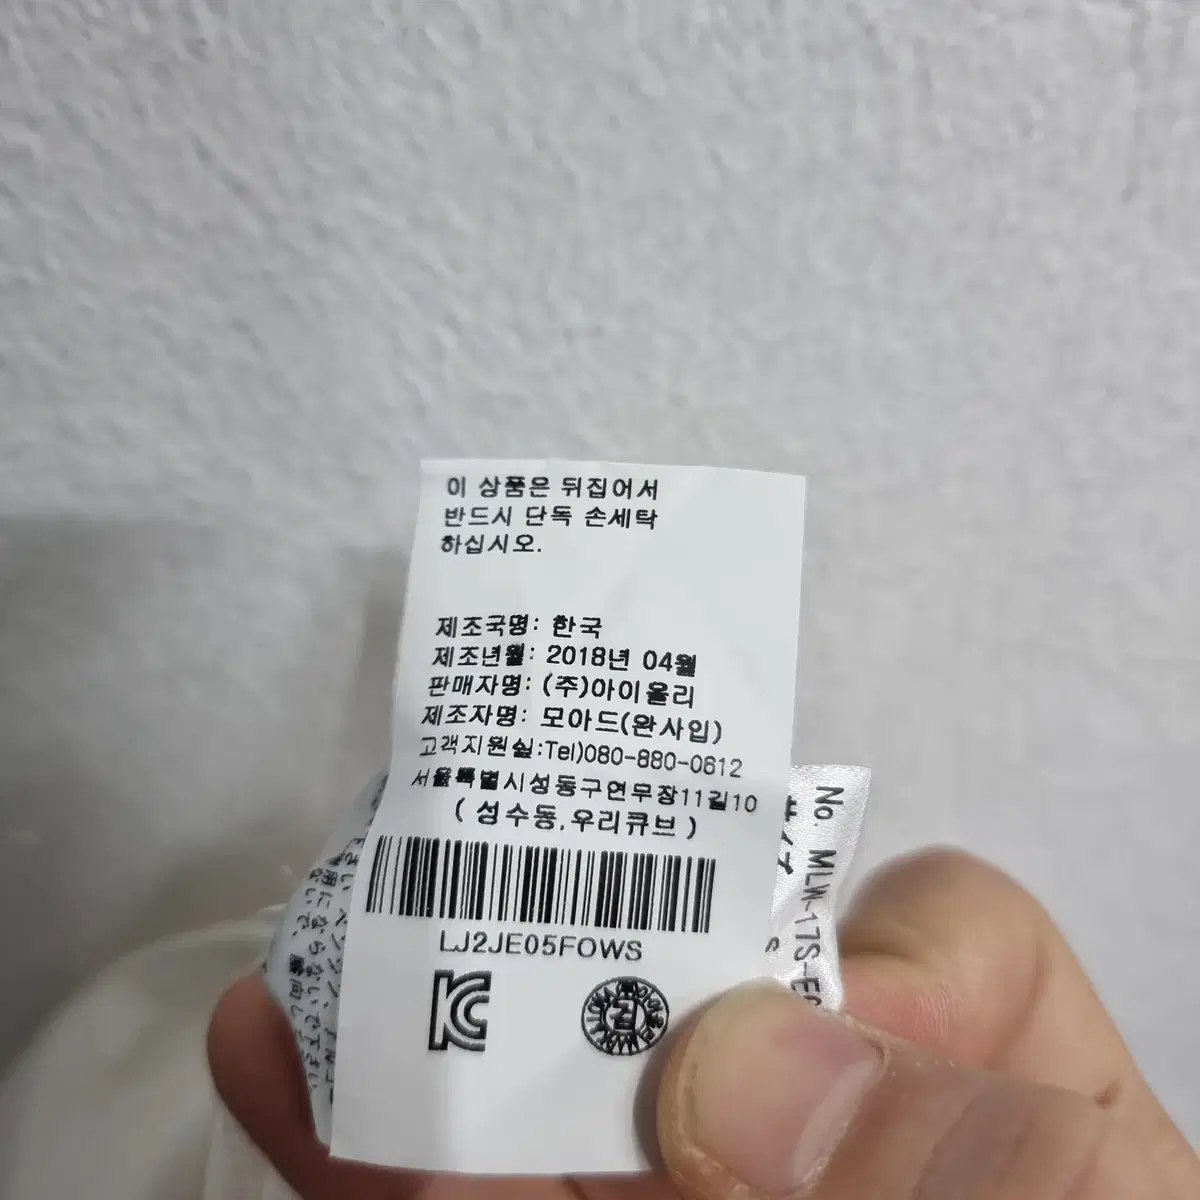 이 상품은 뒤집어서
반드시 단독 손세탁
하십시오.
제조국명: 한국
제조년월: 2018년 04월
판매자명: (주)아이올리
제조자명: 모아드(완사입)
고객지원실:Tel)080-880-0612
서울특별시성동구연무장11길10
( 성수동,우리큐브 )
LJ2JE05FOWS
KC
No. MLW-17S-